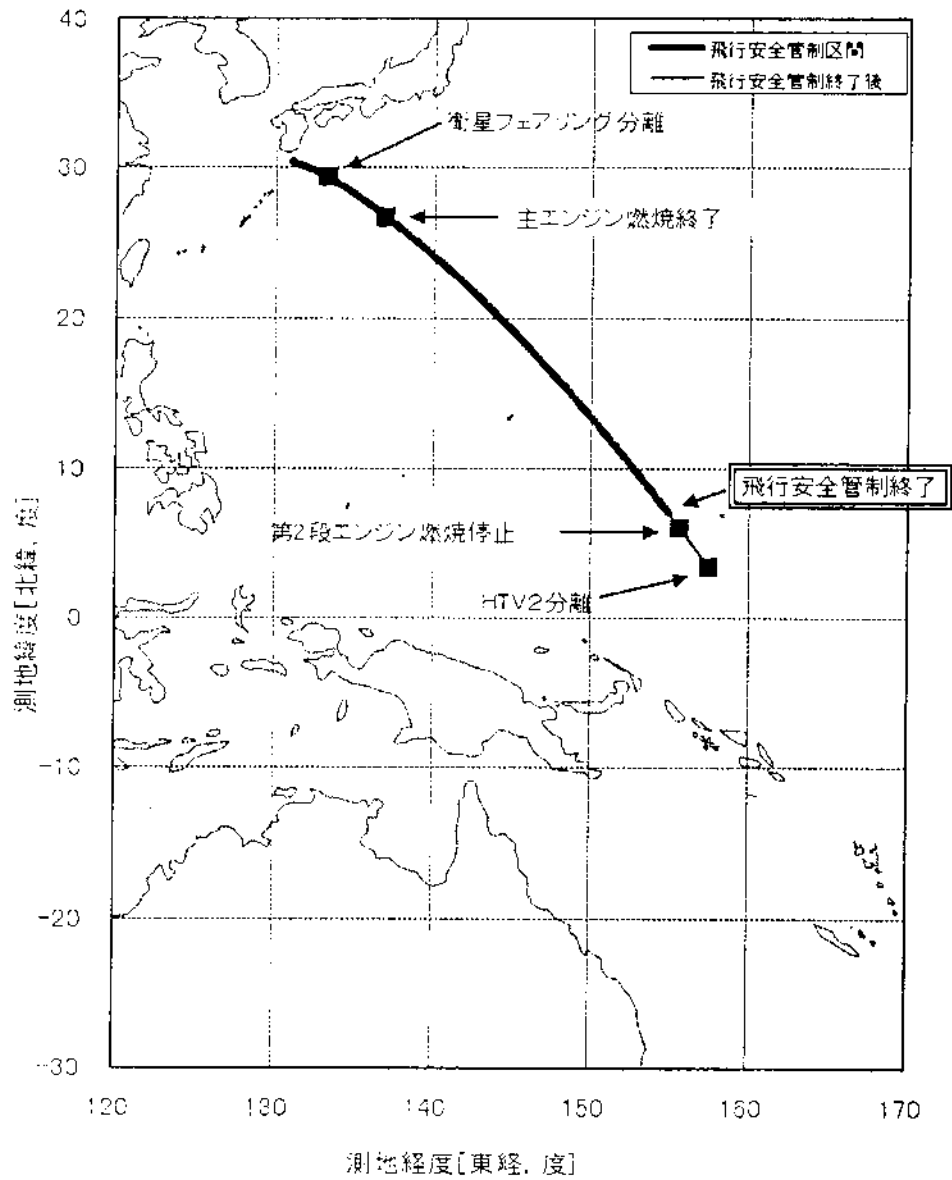 40
飛行安全管制区間
飛行安全管制終了後
衛星フェアリング分離
30
主エンジン燃焼終了
20
10
飛行安全管制終了
第2段エンジン燃焼停止
HTV2分離
0
測地緯度[北緯,度]
-10
-20
-30
120
130
140
150
160
170
測地経度[東経,度]